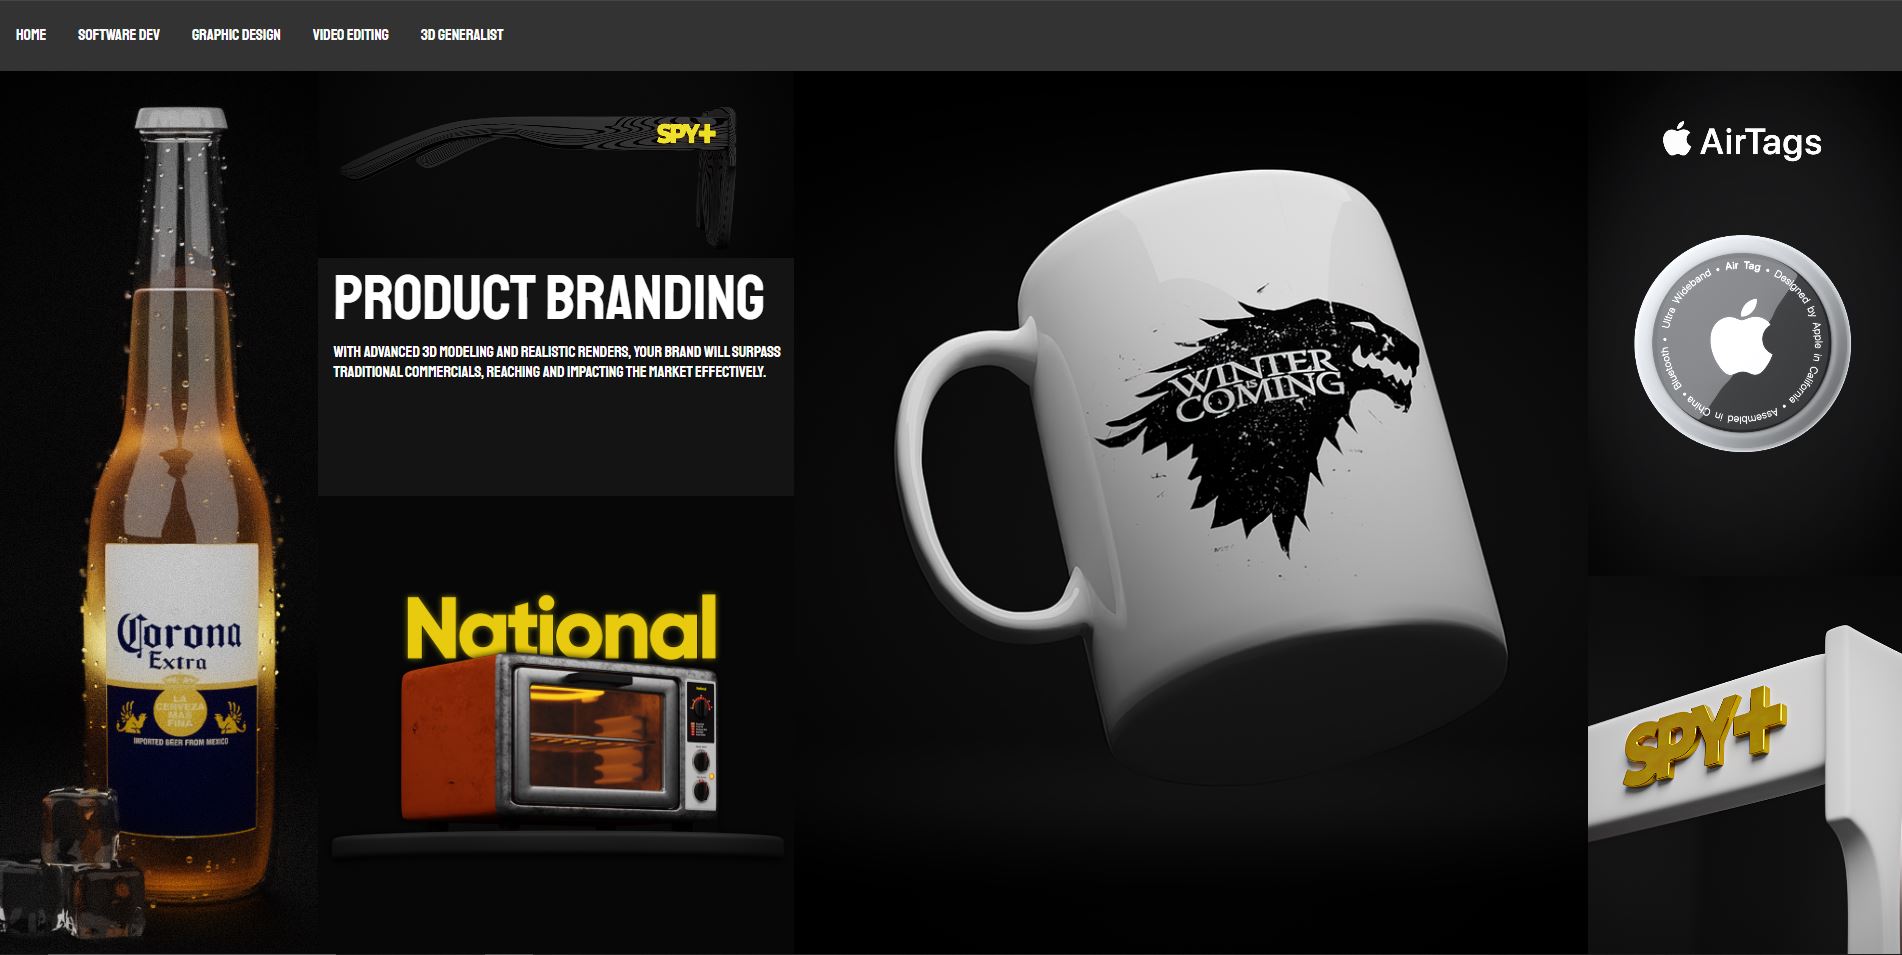 HOME
SOFTWARE DEV
GRAPHIC DESIGN
VIDEO EDITING
3D GENERALIST
SPY+
PRODUCT BRANDING
WITH ADVANCED 3D MODELING AND REALISTIC RENDERS, YOUR BRAND WILL SURPASS
TRADITIONAL COMMERCIALS, REACHING AND IMPACTING THE MARKET EFFECTIVELY.
Corona
Extra
LA
CERVEZA
MAS
FINA
IMPORTED BEER FROM MEXICO
National
WINTER
IS
COMING
AirTags
Air Tag • Designed by Apple in California • Assembled in China • Bluetooth • Ultra Wideband •
SPY+